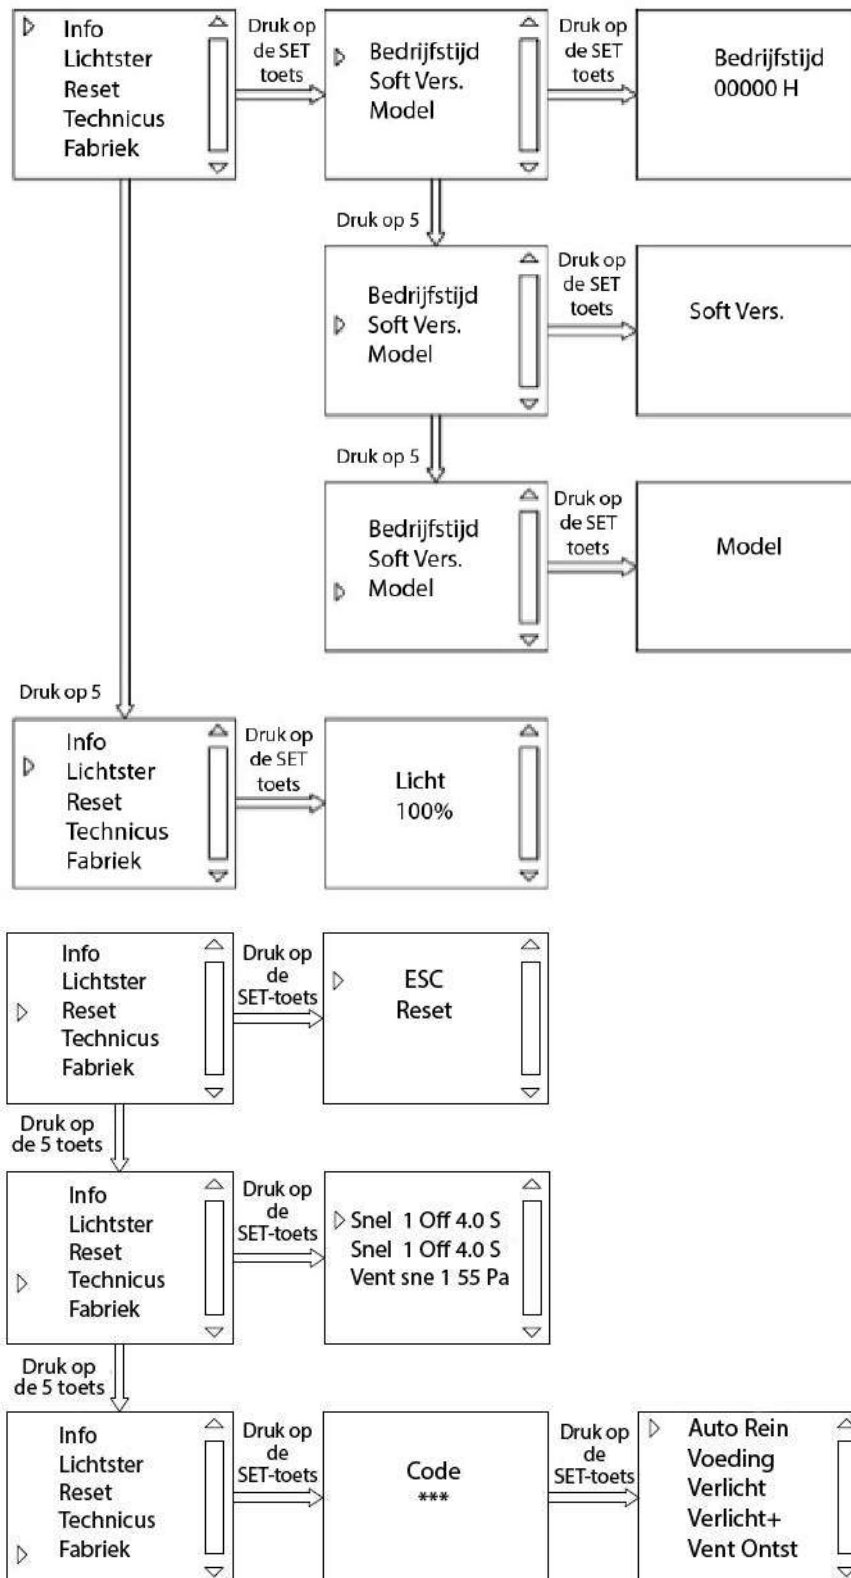 Info
Lichtster
Reset
Technicus
Fabriek
Druk op
de SET
toets
Bedrijfstijd
Soft Vers.
Model
Druk op
de SET
toets
Bedrijfstijd
00000 H
Druk op 5
Bedrijfstijd
Soft Vers.
Model
Druk op
de SET
toets
Soft Vers.
Druk op 5
Bedrijfstijd
Soft Vers.
Model
Druk op
de SET
toets
Model
Druk op 5
Info
Lichtster
Reset
Technicus
Fabriek
Druk op
de SET
toets
Licht
100%
Info
Lichtster
Reset
Technicus
Fabriek
Druk op
de
SET-toets
ESC
Reset
Druk op
de 5 toets
Info
Lichtster
Reset
Technicus
Fabriek
Druk op
de
SET-toets
Snel 1 Off 4.0 S
Snel 1 Off 4.0 S
Vent sne 1 55 Pa
Druk op
de 5 toets
Info
Lichtster
Reset
Technicus
Fabriek
Druk op
de
SET-toets
Code
***
Druk op
de
SET-toets
Auto Rein
Voeding
Verlicht
Verlicht+
Vent Ontst